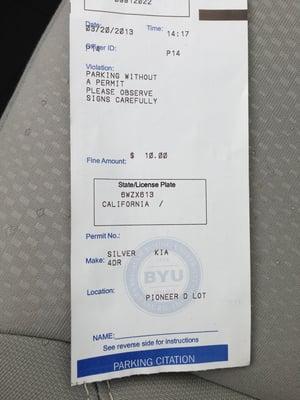 Date:
03/20/2013
Time: 14:17
Officer ID:
P14
P14
Violation:
PARKING WITHOUT
A PERMIT
PLEASE OBSERVE
SIGNS CAREFULLY
Fine Amount: $ 10.00
State/License Plate
6WZX613
CALIFORNIA /
Permit No.:
SILVER KIA
Make: 4DR
BYU
Location:
PIONEER D LOT
NAME:
See reverse side for instructions
PARKING CITATION